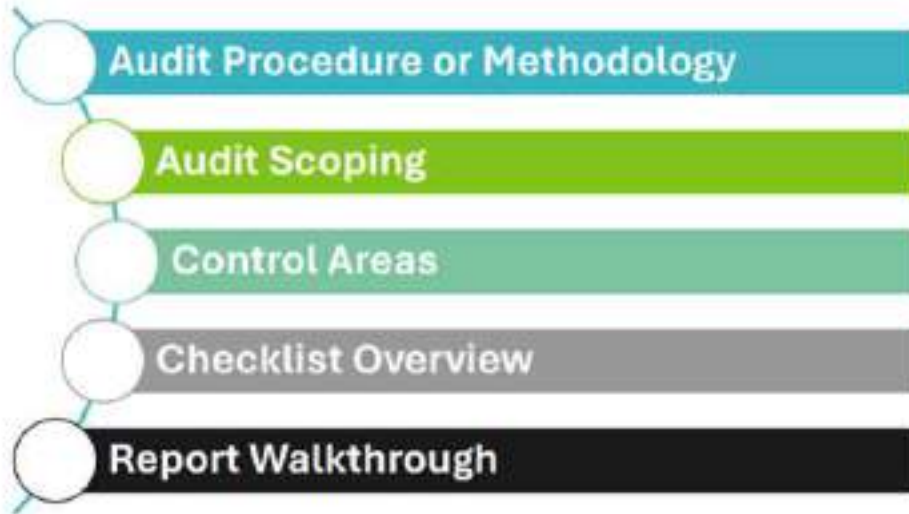 Audit Procedure or Methodology
Audit Scoping
Control Areas
Checklist Overview
Report Walkthrough